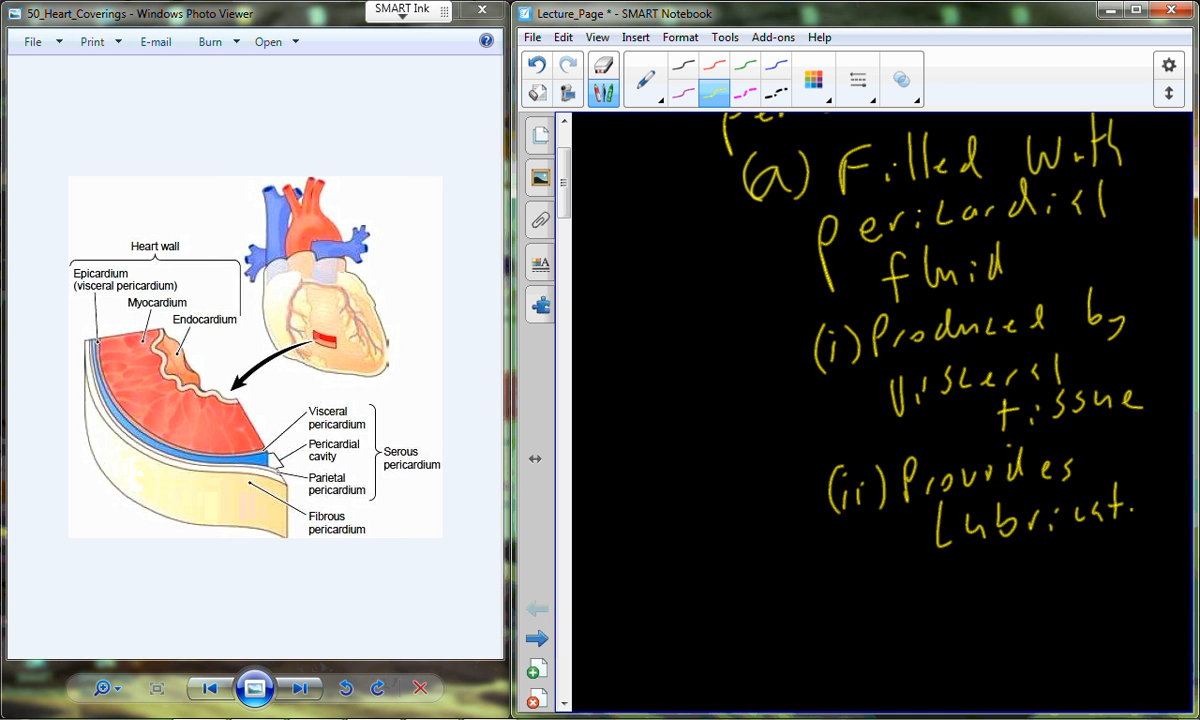 50_Heart_Coverings - Windows Photo Viewer
SMART Ink
File Print E-mail Burn Open
Heart wall
Epicardium
(visceral pericardium)
Myocardium
Endocardium
Visceral
pericardium
Pericardial
cavity
Serous
pericardium
Parietal
pericardium
Fibrous
pericardium
Lecture_Page * - SMART Notebook
File Edit View Insert Format Tools Add-ons Help
(a) Filled with
pericardial
fluid
(i) Produced by
visceral
tissue
(ii) Provides
lubricat.